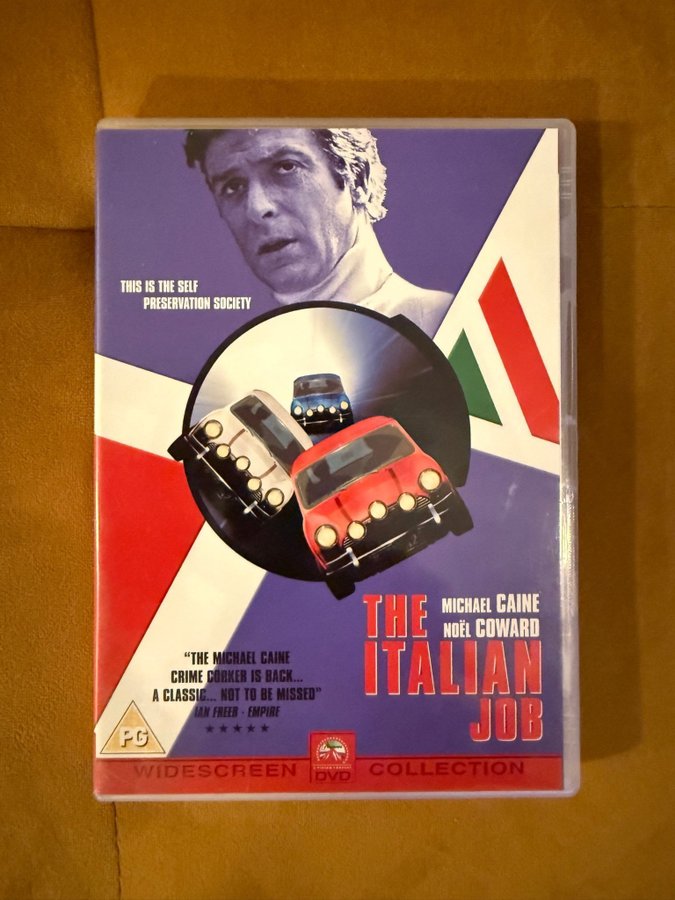 THIS IS THE SELF
PRESERVATION SOCIETY
THE
ITALIAN
JOB
MICHAEL CAINE
NOËL COWARD
“THE MICHAEL CAINE
CRIME CORKER IS BACK...
A CLASSIC... NOT TO BE MISSED”
IAN FREER - EMPIRE
PG
WIDESCREEN DVD COLLECTION